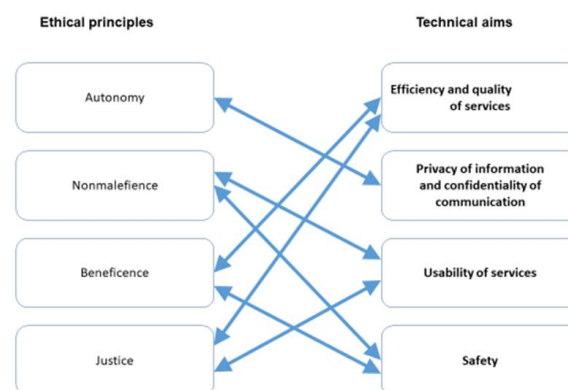 Ethical principles
Technical aims
Autonomy
Efficiency and quality
of services
Nonmalefience
Privacy of information
and confidentiality of
communication
Beneficence
Usability of services
Justice
Safety